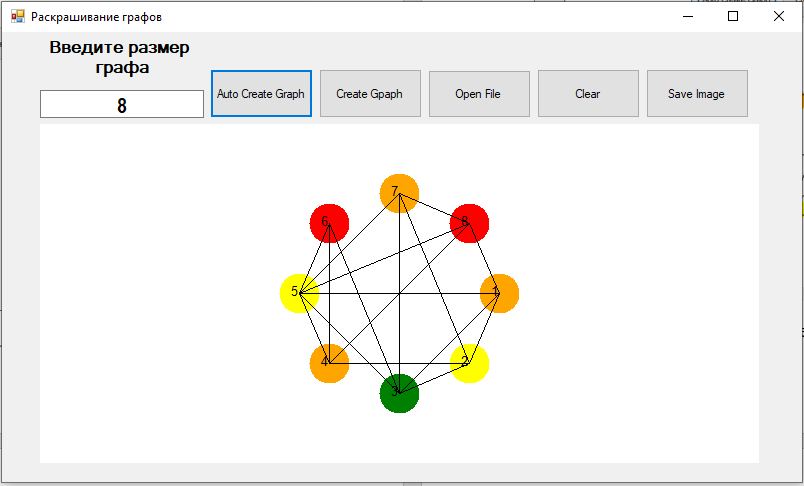 Раскрашивание графов
Введите размер
графа
8
Auto Create Graph
Create Gpaph
Open File
Clear
Save Image
7
6
8
5
1
4
2
3